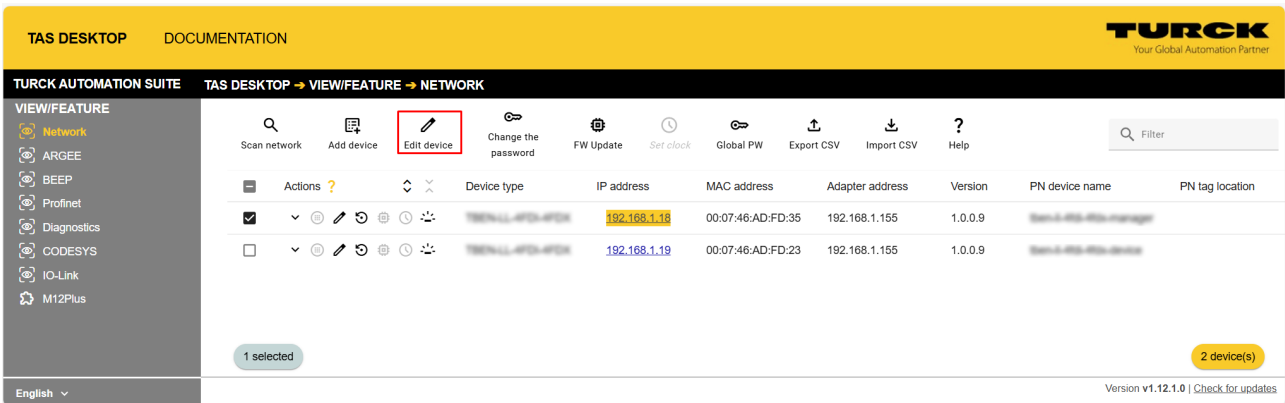 TAS DESKTOP DOCUMENTATION
TURCK
Your Global Automation Partner
TURCK AUTOMATION SUITE TAS DESKTOP ➔ VIEW/FEATURE ➔ NETWORK
VIEW/FEATURE
Network
ARGEE
BEEP
Profinet
Diagnostics
CODESYS
IO-Link
M12Plus
Scan network
Add device
Edit device
Change the
password
FW Update
Set clock
Global PW
Export CSV
Import CSV
? Help
Filter
Actions ? Device type IP address MAC address Adapter address Version PN device name PN tag location
192.168.1.18 00:07:46:AD:FD:35 192.168.1.155 1.0.0.9
192.168.1.19 00:07:46:AD:FD:23 192.168.1.155 1.0.0.9
1 selected
2 device(s)
English
Version v1.12.1.0 | Check for updates